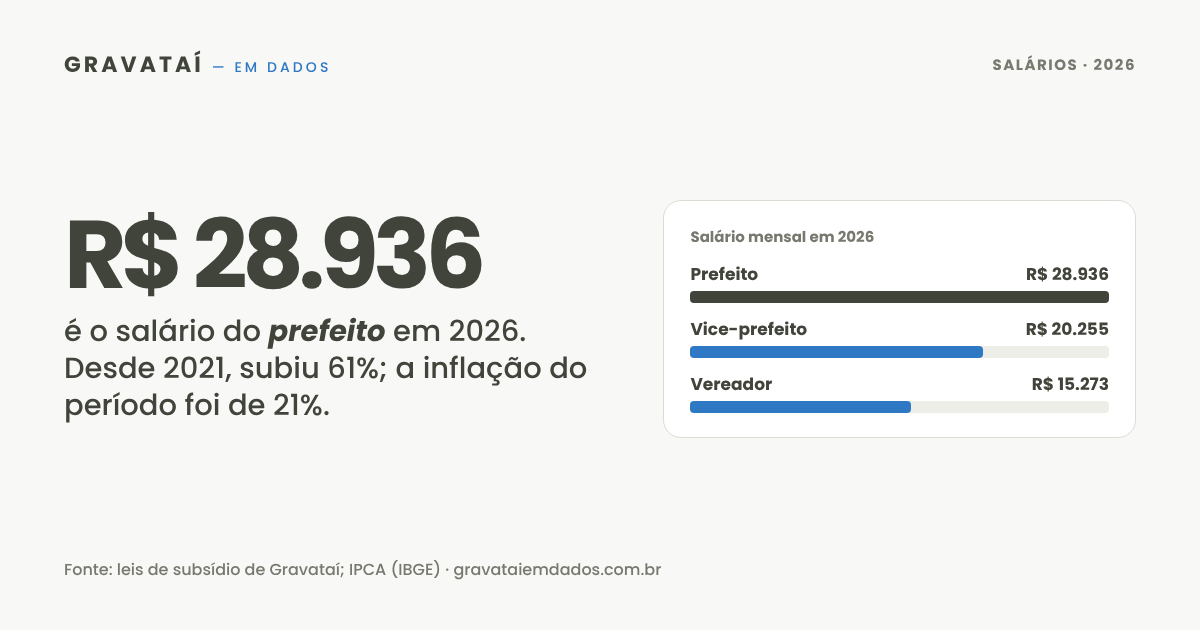 GRAVATAÍ — EM DADOS
SALÁRIOS · 2026
R$ 28.936
é o salário do prefeito em 2026.
Desde 2021, subiu 61%; a inflação do
período foi de 21%.
Salário mensal em 2026
Prefeito R$ 28.936
Vice-prefeito R$ 20.255
Vereador R$ 15.273
Fonte: leis de subsídio de Gravataí; IPCA (IBGE) · gravataiemdados.com.br